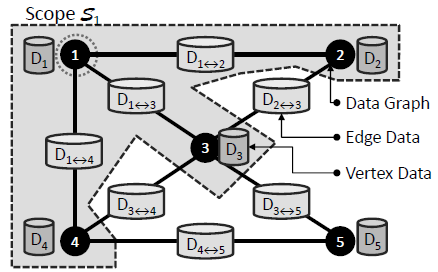 Scope 𝓢₁
D₁
1
D₁↔₂
2
D₂
D₁↔₃
D₂↔₃
Data Graph
Edge Data
D₁↔₄
3
D₃
Vertex Data
D₃↔₄
D₃↔₅
D₄
4
D₄↔₅
5
D₅